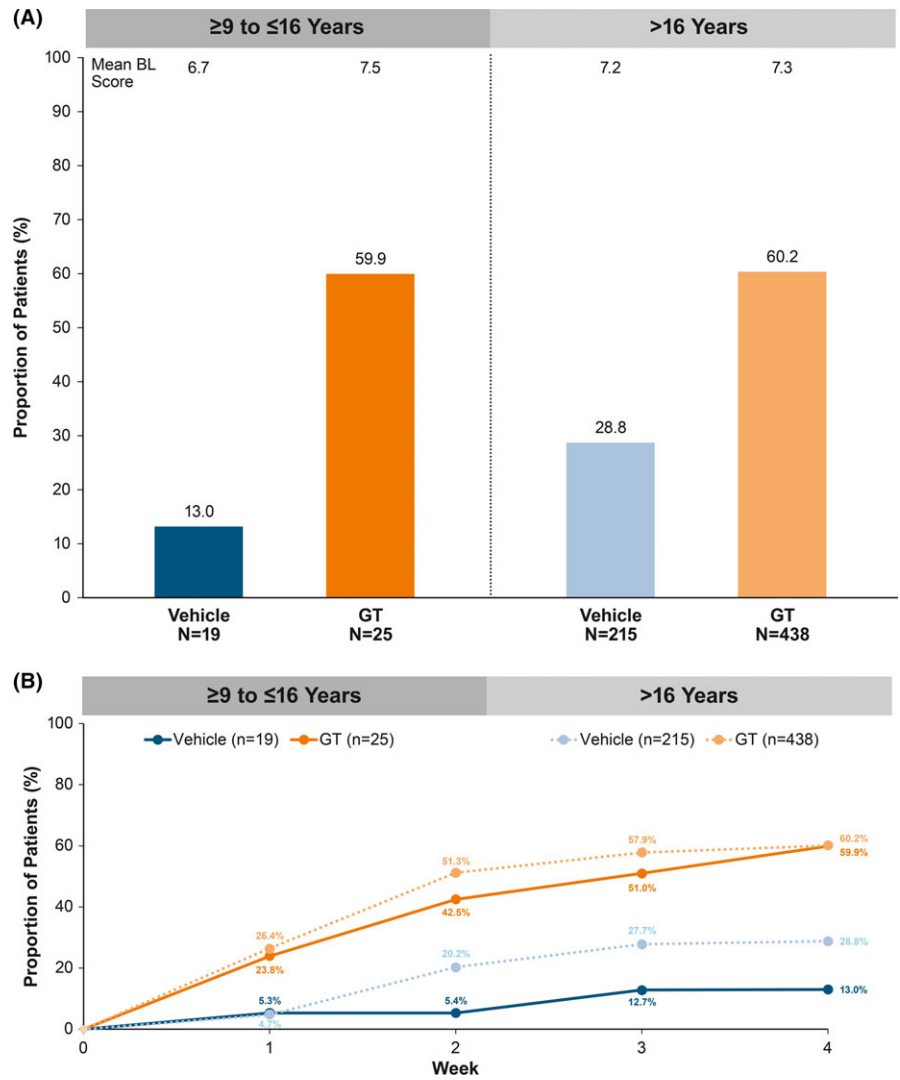 (A)
≥9 to ≤16 Years >16 Years
Mean BL Score 6.7 7.5 7.2 7.3
Proportion of Patients (%)
100
90
80
70
60
50
40
30
20
10
0
13.0
59.9
28.8
60.2
Vehicle N=19
GT N=25
Vehicle N=215
GT N=438
(B)
≥9 to ≤16 Years >16 Years
Vehicle (n=19) GT (n=25) Vehicle (n=215) GT (n=438)
Proportion of Patients (%)
100
80
60
40
20
0
26.4%
23.8%
5.3%
4.7%
51.3%
42.5%
20.2%
5.4%
57.9%
51.0%
27.7%
12.7%
60.2%
59.9%
28.8%
13.0%
0 1 2 3 4
Week